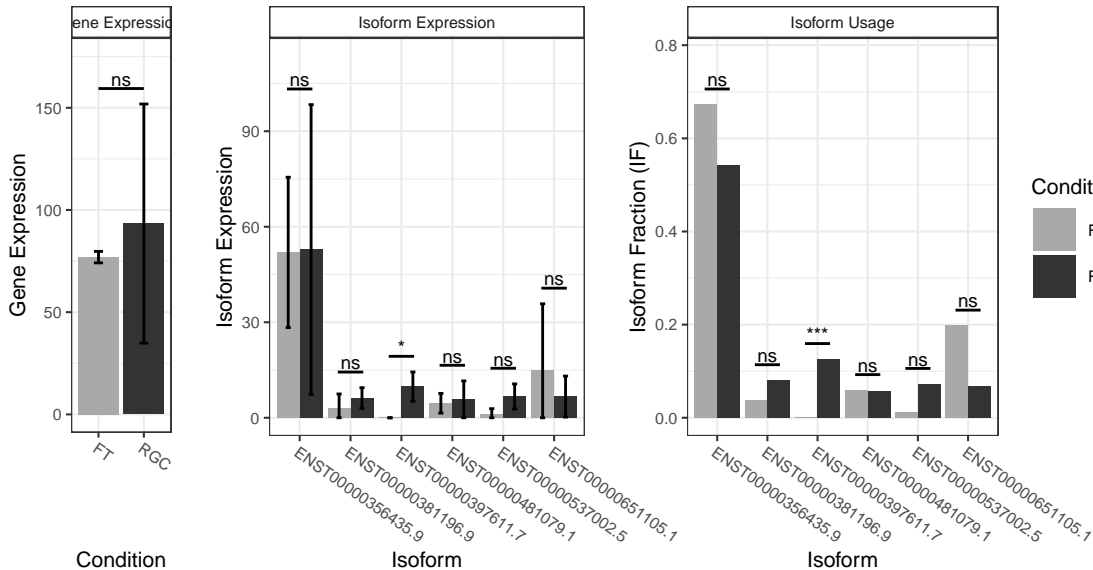 ene Expressio
Isoform Expression
Isoform Usage
Gene Expression
150
100
50
0
ns
FT
RGC
Condition
Isoform Expression
90
60
30
0
ns
ns
*
ns
ns
ns
ENST00000356435.9
ENST00000381196.9
ENST00000397611.7
ENST00000481079.1
ENST00000537002.5
ENST00000651105.1
Isoform
Isoform Fraction (IF)
0.8
0.6
0.4
0.2
0.0
ns
ns
***
ns
ns
ns
ENST00000356435.9
ENST00000381196.9
ENST00000397611.7
ENST00000481079.1
ENST00000537002.5
ENST00000651105.1
Isoform
Conditi
F